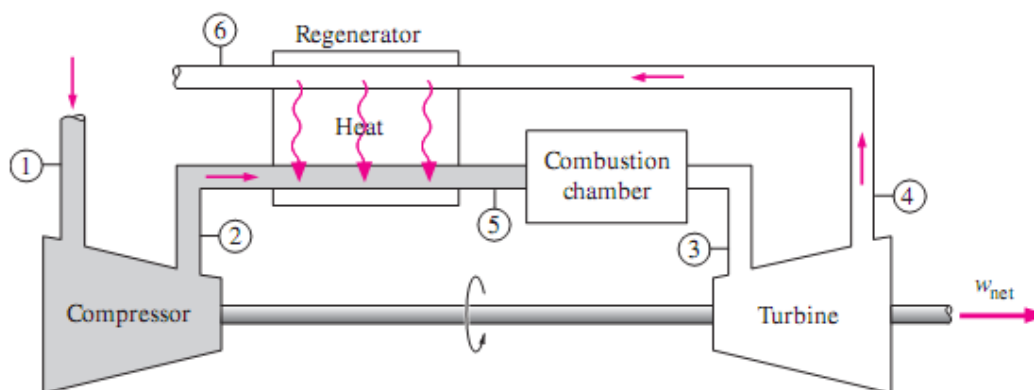 6
Regenerator
Heat
1
Combustion
chamber
2
5
3
4
Compressor
Turbine
w_net